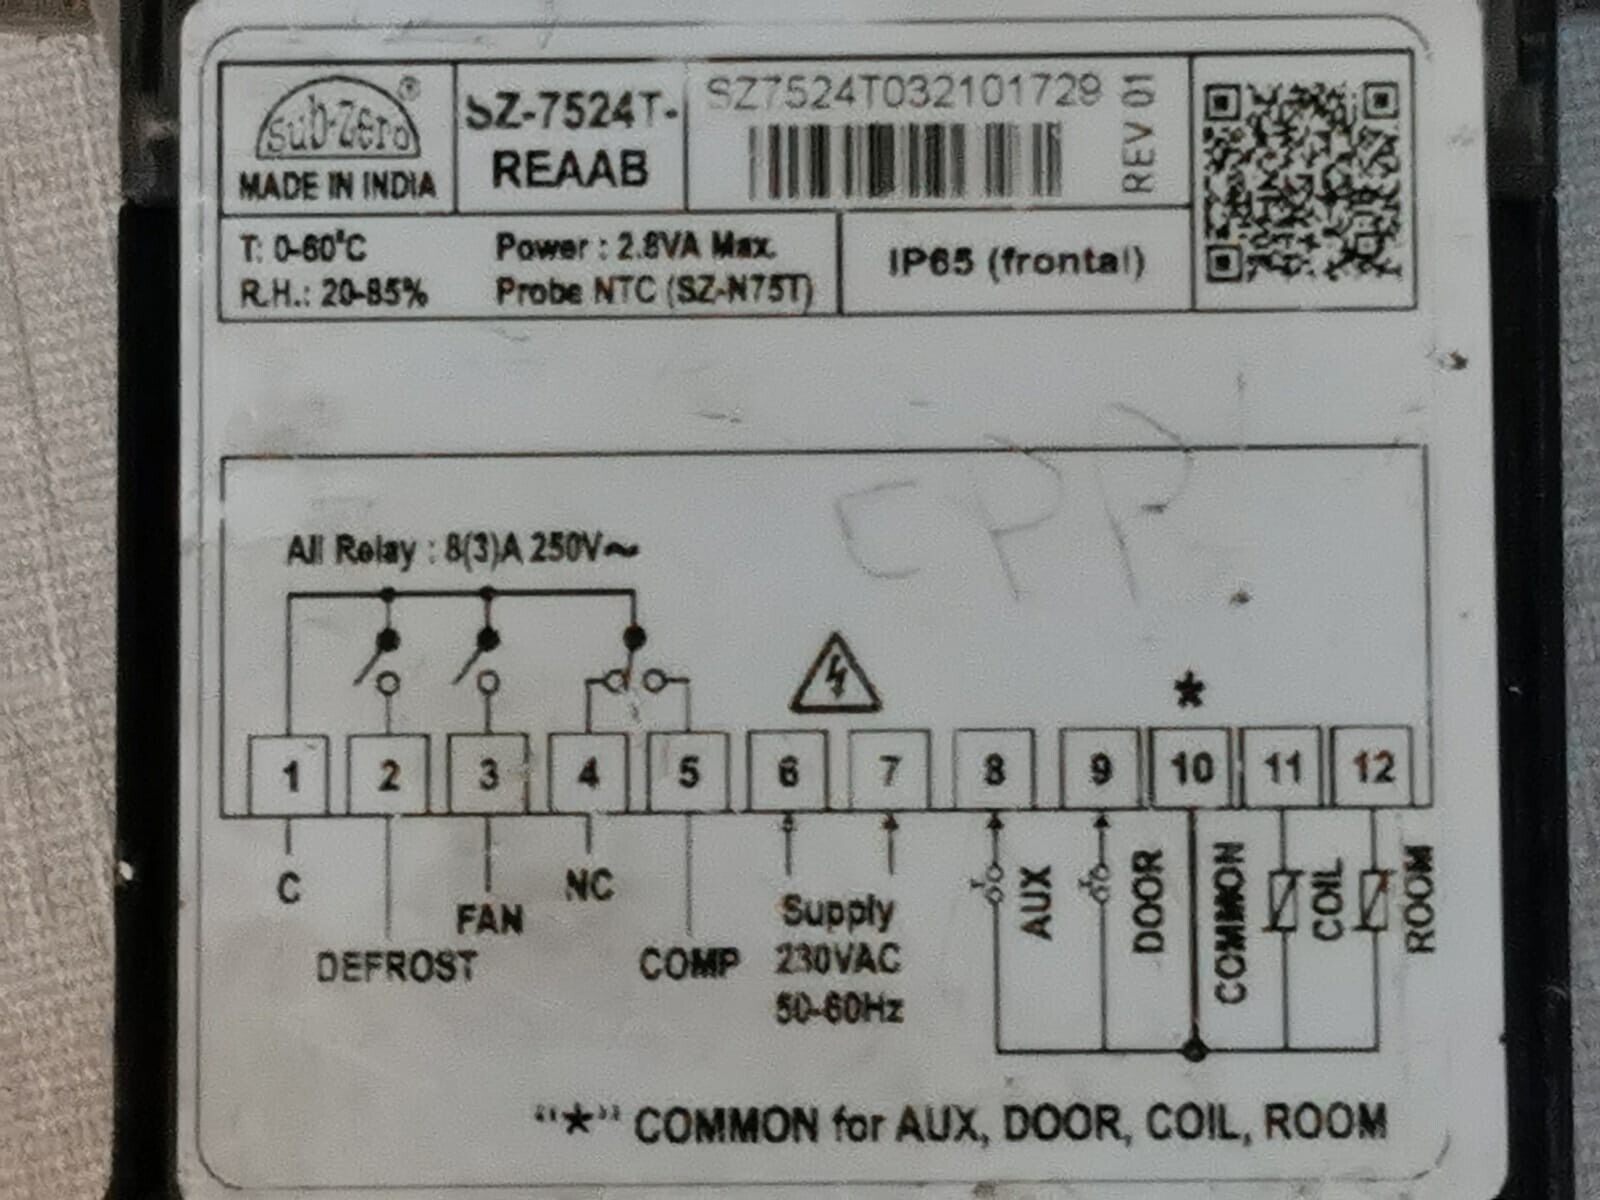 sub-zero®
MADE IN INDIA
SZ-7524T-
REAAB
SZ7524T032101729
REV 01
T: 0-60°C
R.H.: 20-85%
Power : 2.8VA Max.
Probe NTC (SZ-N75T)
IP65 (frontal)
CPP
All Relay : 8(3)A 250V~
*
1 2 3 4 5 6 7 8 9 10 11 12
C
DEFROST
FAN
NC
COMP
Supply
230VAC
50-60Hz
AUX
DOOR
COMMON
COIL
ROOM
"*" COMMON for AUX, DOOR, COIL, ROOM